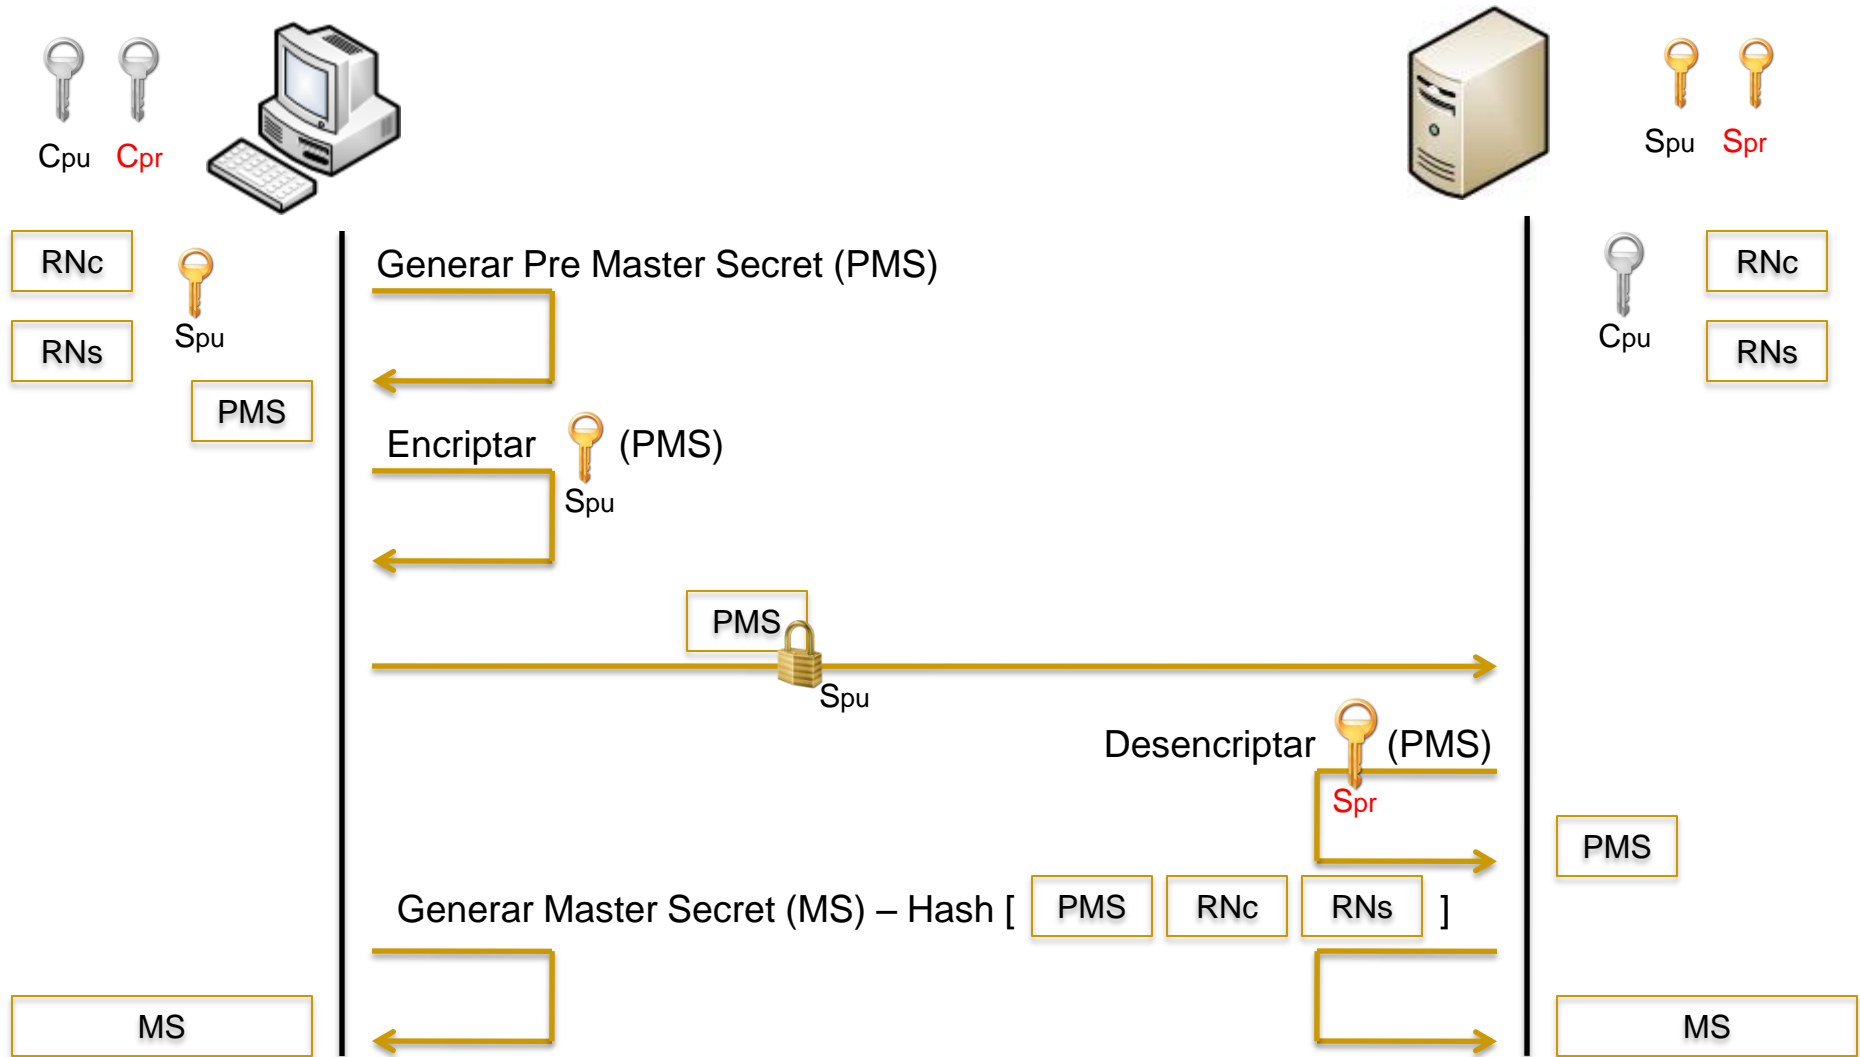 Cpu Cpr
Spu Spr
RNc
Spu
RNs
PMS
Generar Pre Master Secret (PMS)
Cpu
RNc
RNs
Encriptar (PMS)
Spu
PMS
Spu
Desencriptar (PMS)
Spr
PMS
Generar Master Secret (MS) – Hash [ PMS RNc RNs ]
MS
MS